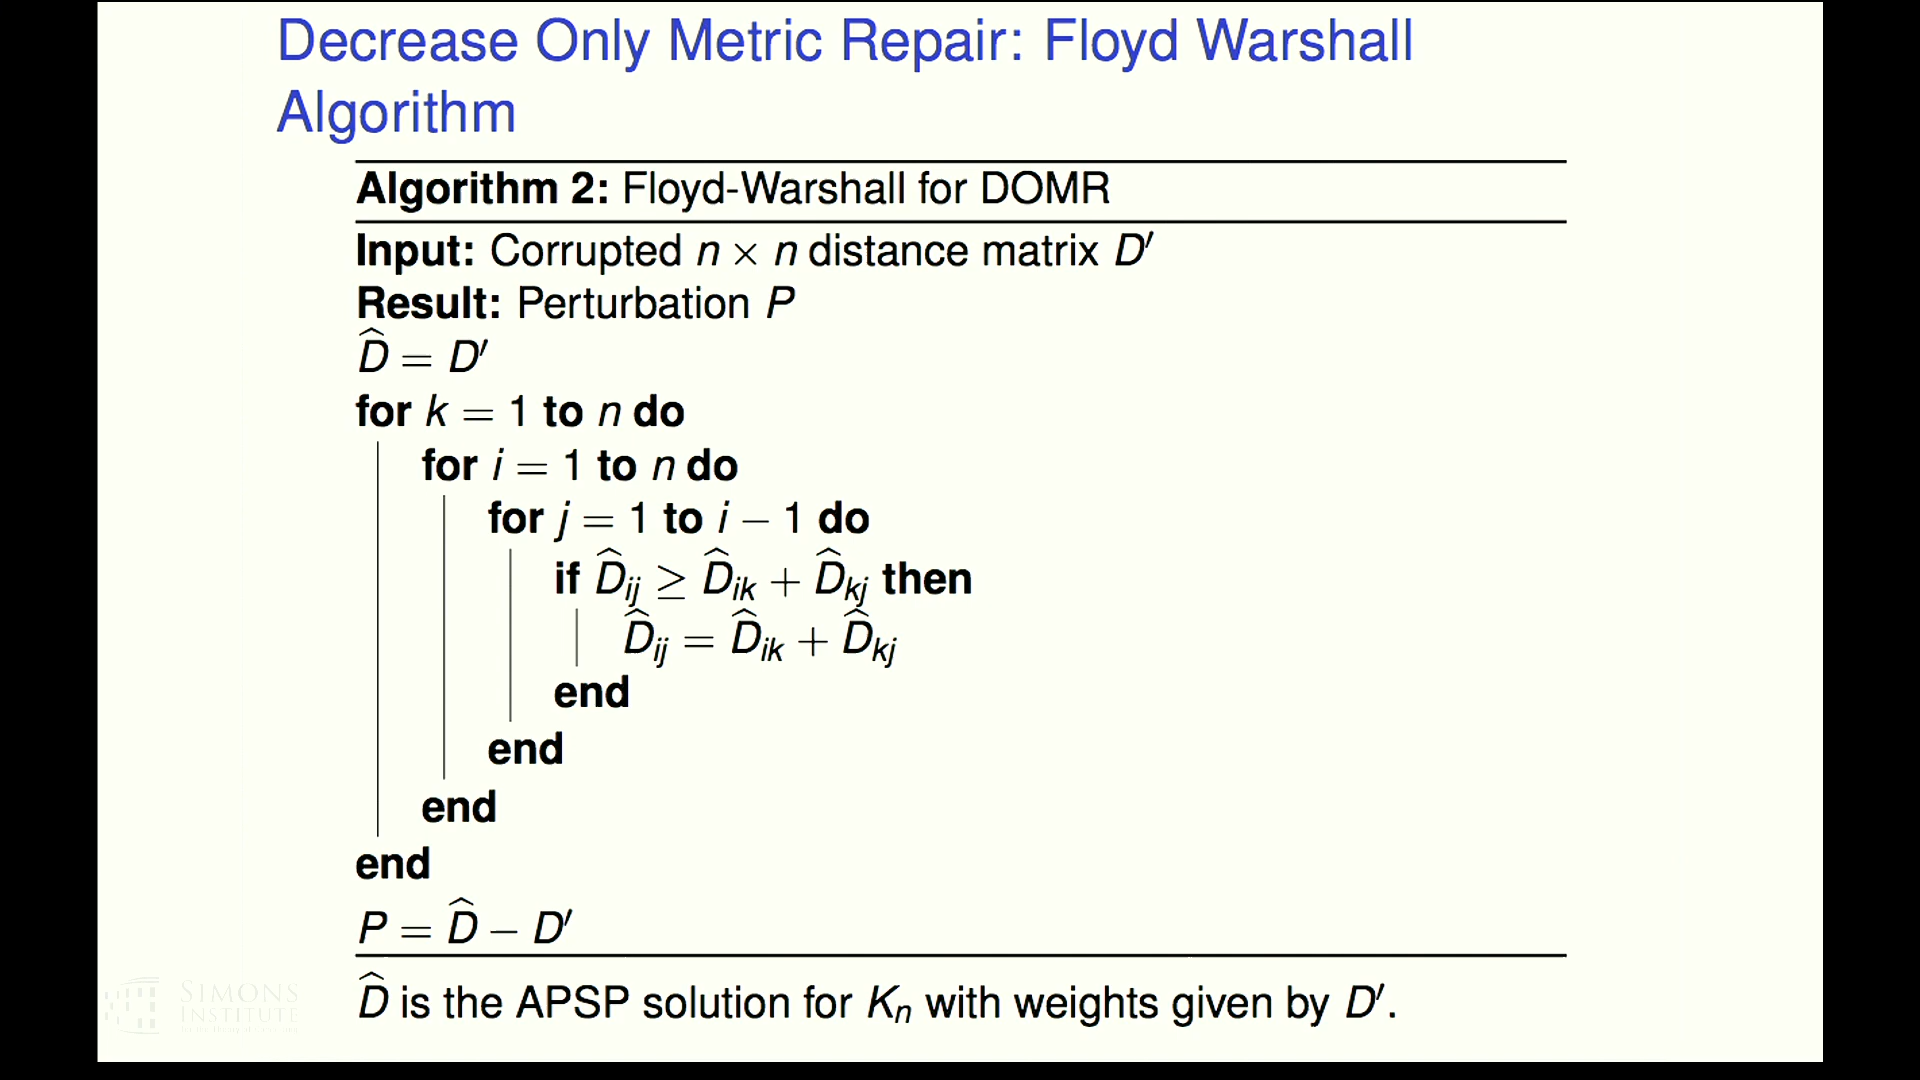 Decrease Only Metric Repair: Floyd Warshall
Algorithm
Algorithm 2: Floyd-Warshall for DOMR
Input: Corrupted n × n distance matrix D′
Result: Perturbation P
D̂ = D′
for k = 1 to n do
for i = 1 to n do
for j = 1 to i − 1 do
if D̂ij ≥ D̂ik + D̂kj then
D̂ij = D̂ik + D̂kj
end
end
end
end
P = D̂ − D′
D̂ is the APSP solution for Kn with weights given by D′.
SIMONS
INSTITUTE